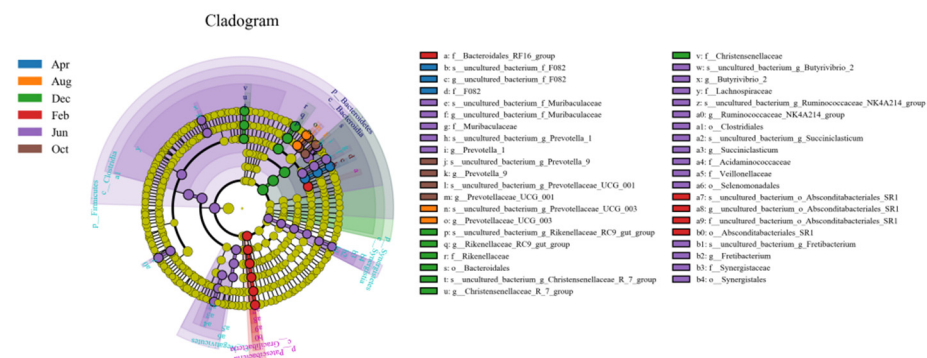 Cladogram
Apr
Aug
Dec
Feb
Jun
Oct
a: f__Bacteroidales_RF16_group
b: s__uncultured_bacterium_f_F082
c: g__uncultured_bacterium_f_F082
d: f__F082
e: s__uncultured_bacterium_f_Muribaculaceae
f: g__uncultured_bacterium_f_Muribaculaceae
g: f__Muribaculaceae
h: s__uncultured_bacterium_g_Prevotella_1
i: g__Prevotella_1
j: s__uncultured_bacterium_g_Prevotella_9
k: g__Prevotella_9
l: s__uncultured_bacterium_g_Prevotellaceae_UCG_001
m: g__Prevotellaceae_UCG_001
n: s__uncultured_bacterium_g_Prevotellaceae_UCG_003
o: g__Prevotellaceae_UCG_003
p: s__uncultured_bacterium_g_Rikenellaceae_RC9_gut_group
q: g__Rikenellaceae_RC9_gut_group
r: f__Rikenellaceae
s: o__Bacteroidales
t: s__uncultured_bacterium_g_Christensenellaceae_R_7_group
u: g__Christensenellaceae_R_7_group
v: f__Christensenellaceae
w: s__uncultured_bacterium_g_Butyrivibrio_2
x: g__Butyrivibrio_2
y: f__Lachnospiraceae
z: s__uncultured_bacterium_g_Ruminococcaceae_NK4A214_group
a0: g__Ruminococcaceae_NK4A214_group
a1: o__Clostridiales
a2: s__uncultured_bacterium_g_Succiniclasticum
a3: g__Succiniclasticum
a4: f__Acidaminococcaceae
a5: f__Veillonellaceae
a6: o__Selenomonadales
a7: s__uncultured_bacterium_o_Absconditabacteriales_SR1
a8: g__uncultured_bacterium_o_Absconditabacteriales_SR1
a9: f__uncultured_bacterium_o_Absconditabacteriales_SR1
b0: o__Absconditabacteriales_SR1
b1: s__uncultured_bacterium_g_Fretibacterium
b2: g__Fretibacterium
b3: f__Synergistaceae
b4: o__Synergistales
p__Bacteroidetes
c__Bacteroidia
p__Firmicutes
c__Clostridia